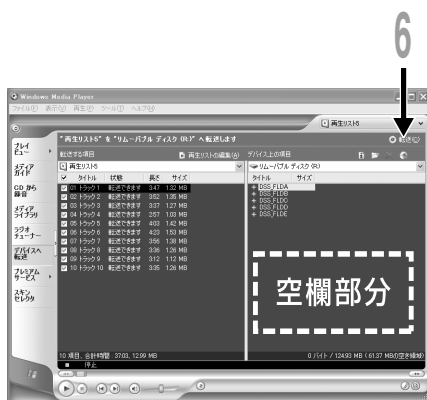 6
Windows Media Player
ファイル(F) 表示(V) 再生(P) ツール(T) ヘルプ(H)
再生リスト5
"再生リスト5" を "リムーバブル ディスク (R:)" へ転送します
転送(T)
プレイ
ビュー
メディア
ガイド
CD から
録音
メディア
ライブラリ
ラジオ
チューナー
デバイスへ
転送
プレミアム
サービス
スキン
セレクタ
転送する項目 再生リストの編集(A)
再生リスト5
タイトル 状態 長さ サイズ
01 トラック 1 転送できます 3:47 1.32 MB
02 トラック 2 転送できます 3:52 1.35 MB
03 トラック 3 転送できます 3:37 1.27 MB
04 トラック 4 転送できます 2:57 1.03 MB
05 トラック 5 転送できます 4:03 1.42 MB
06 トラック 6 転送できます 4:23 1.53 MB
07 トラック 7 転送できます 3:56 1.38 MB
08 トラック 8 転送できます 3:36 1.26 MB
09 トラック 9 転送できます 3:12 1.12 MB
10 トラック 10 転送できます 3:35 1.26 MB
10 項目、合計時間: 37:03, 12.99 MB
デバイス上の項目
リムーバブル ディスク (R:)
タイトル サイズ
DSS_FLDA
DSS_FLDB
DSS_FLDC
DSS_FLDD
DSS_FLDE
空欄部分
0 バイト / 124.93 MB (61.37 MBの空き領域)
停止